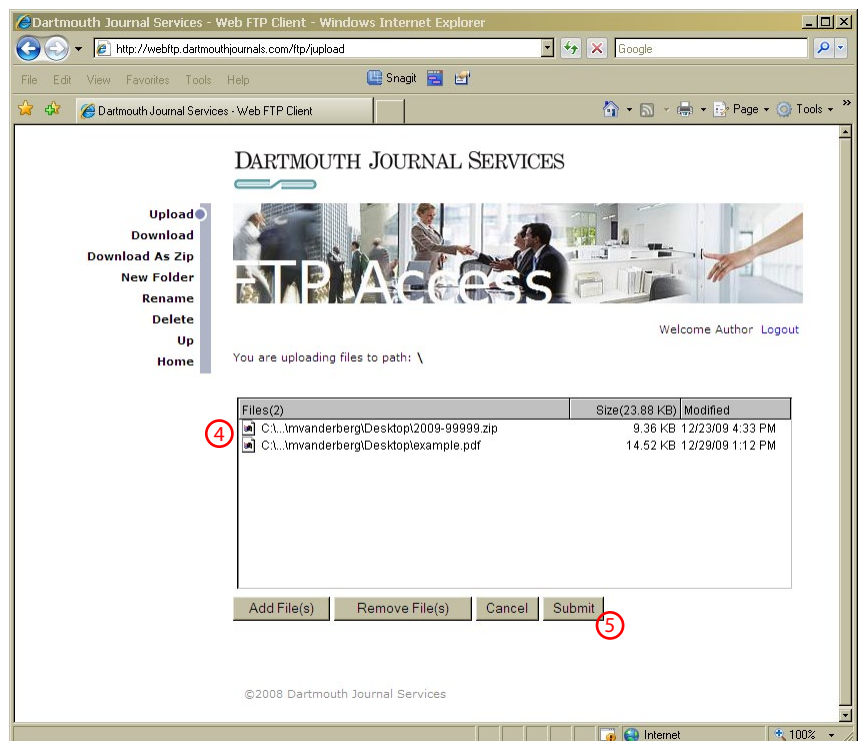 Dartmouth Journal Services - Web FTP Client - Windows Internet Explorer
http://webftp.dartmouthjournals.com/ftp/jupload
Google
File Edit View Favorites Tools Help
Snagit
Dartmouth Journal Services - Web FTP Client
Page
Tools
»
DARTMOUTH JOURNAL SERVICES
Upload
Download
Download As Zip
New Folder
Rename
Delete
Up
Home
FTP Access
Welcome Author Logout
You are uploading files to path: \
Files(2) Size(23.88 KB) Modified
4
C:\...\mvanderberg\Desktop\2009-99999.zip 9.36 KB 12/23/09 4:33 PM
C:\...\mvanderberg\Desktop\example.pdf 14.52 KB 12/29/09 1:12 PM
Add File(s) Remove File(s) Cancel Submit
5
©2008 Dartmouth Journal Services
Internet
100%